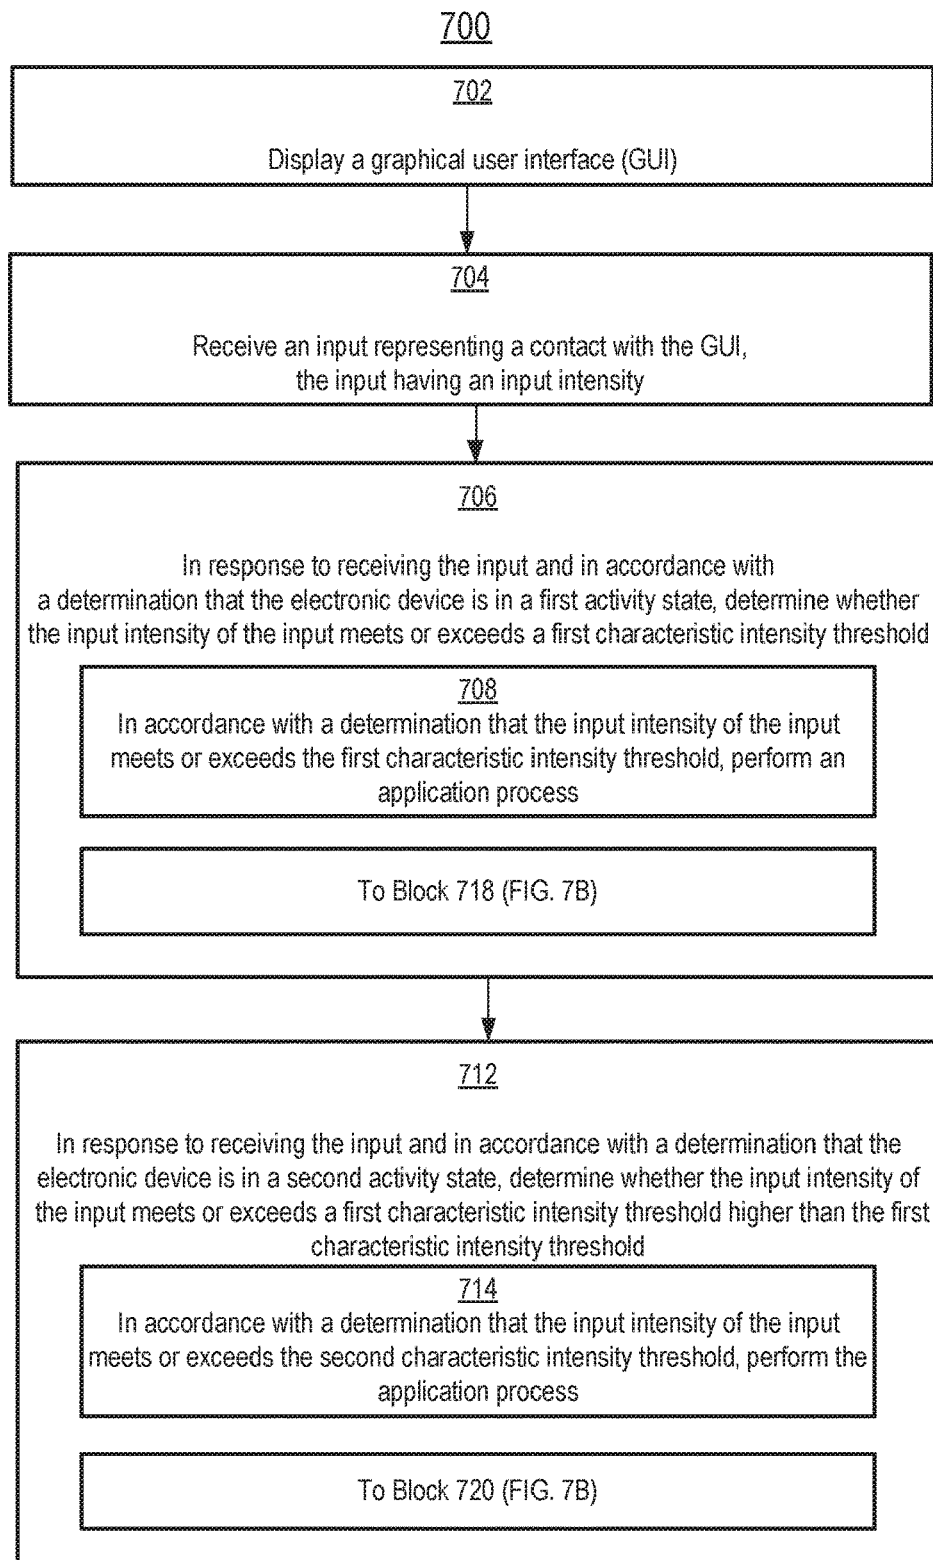 700
702
Display a graphical user interface (GUI)
704
Receive an input representing a contact with the GUI,
the input having an input intensity
706
In response to receiving the input and in accordance with
a determination that the electronic device is in a first activity state, determine whether
the input intensity of the input meets or exceeds a first characteristic intensity threshold
708
In accordance with a determination that the input intensity of the input
meets or exceeds the first characteristic intensity threshold, perform an
application process
To Block 718 (FIG. 7B)
712
In response to receiving the input and in accordance with a determination that the
electronic device is in a second activity state, determine whether the input intensity of
the input meets or exceeds a first characteristic intensity threshold higher than the first
characteristic intensity threshold
714
In accordance with a determination that the input intensity of the input
meets or exceeds the second characteristic intensity threshold, perform the
application process
To Block 720 (FIG. 7B)